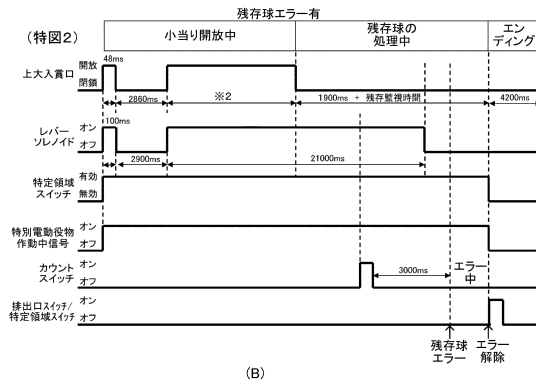 残存球エラー有
(特図2)
小当り開放中
残存球の
処理中
エン
ディング
上大入賞口
開放
閉鎖
48ms
2860ms
※2
1900ms + 残存監視時間
4200ms
レバー
ソレノイド
オン
オフ
100ms
2900ms
21000ms
特定領域
スイッチ
有効
無効
特別電動役物
作動中信号
オン
オフ
カウント
スイッチ
オン
オフ
3000ms
エラー
中
排出口スイッチ/
特定領域スイッチ
オン
オフ
残存球
エラー
エラー
解除
(B)